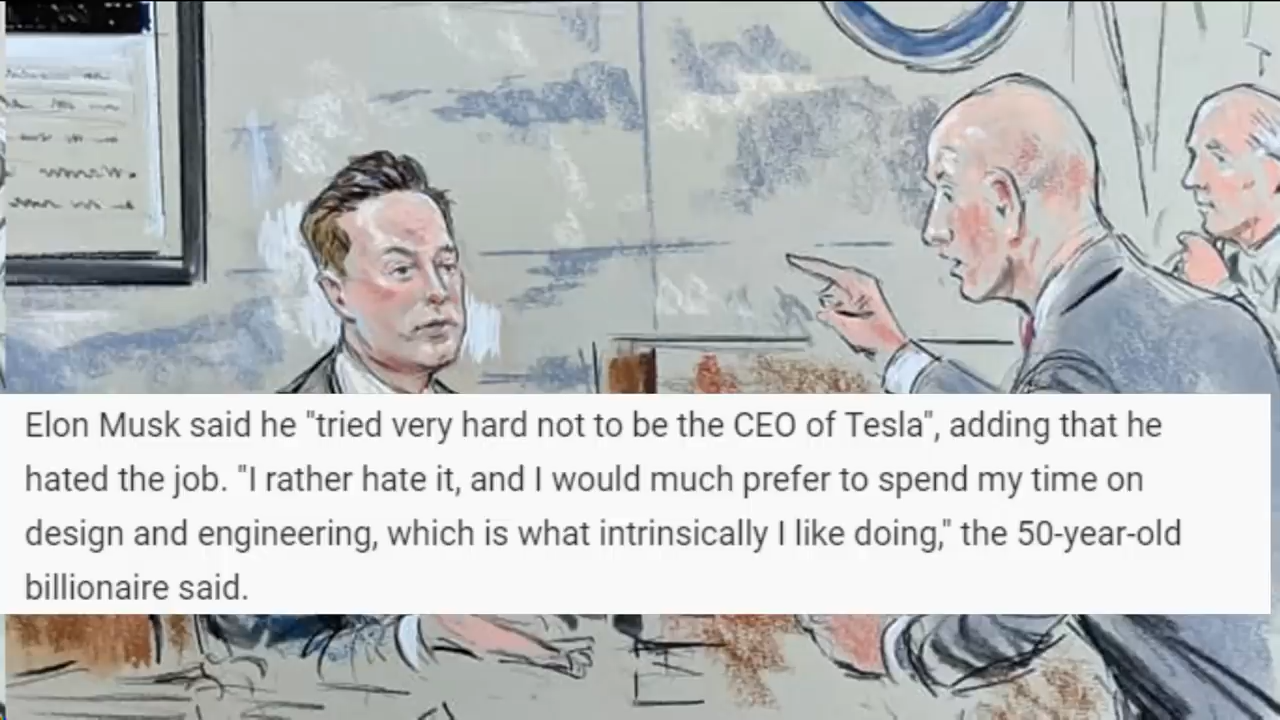 Elon Musk said he "tried very hard not to be the CEO of Tesla", adding that he
hated the job. "I rather hate it, and I would much prefer to spend my time on
design and engineering, which is what intrinsically I like doing," the 50-year-old
billionaire said.